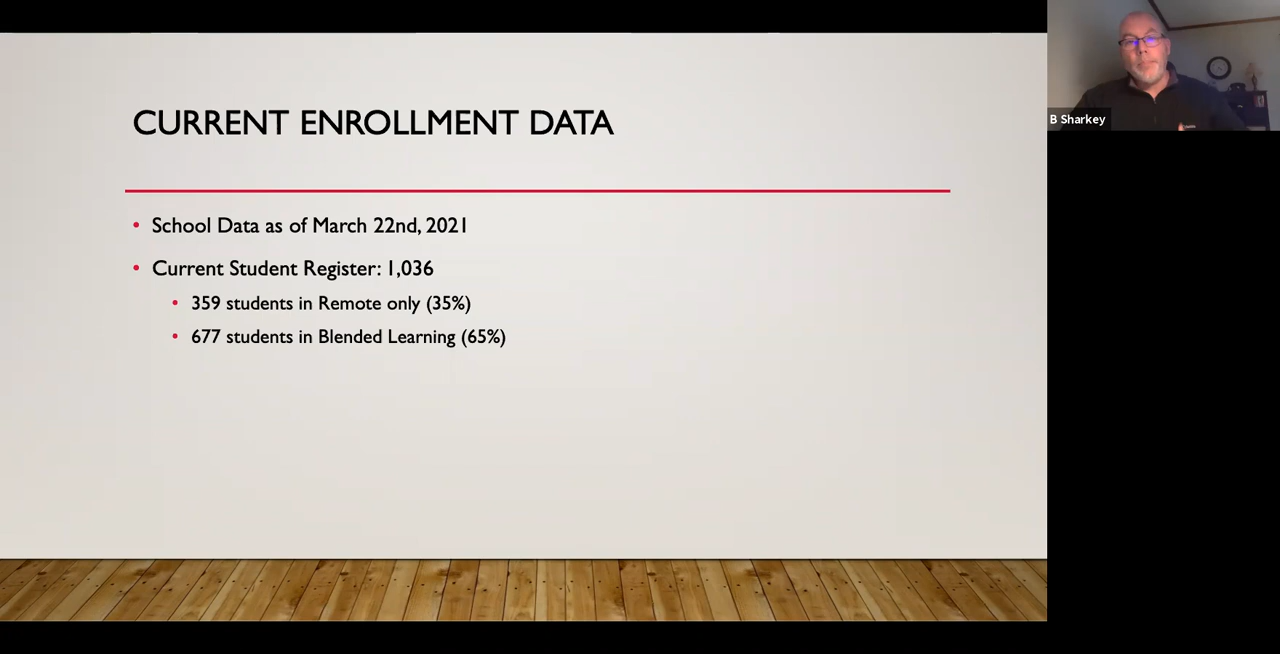 CURRENT ENROLLMENT DATA
School Data as of March 22nd, 2021
Current Student Register: 1,036
359 students in Remote only (35%)
677 students in Blended Learning (65%)
B Sharkey